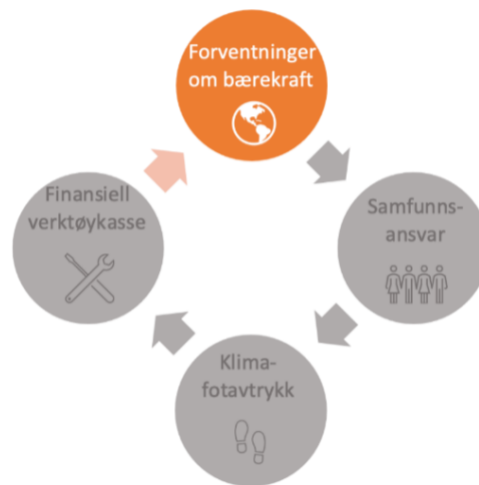 Forventninger
om bærekraft
Samfunns-
ansvar
Klima-
fotavtrykk
Finansiell
verktøykasse